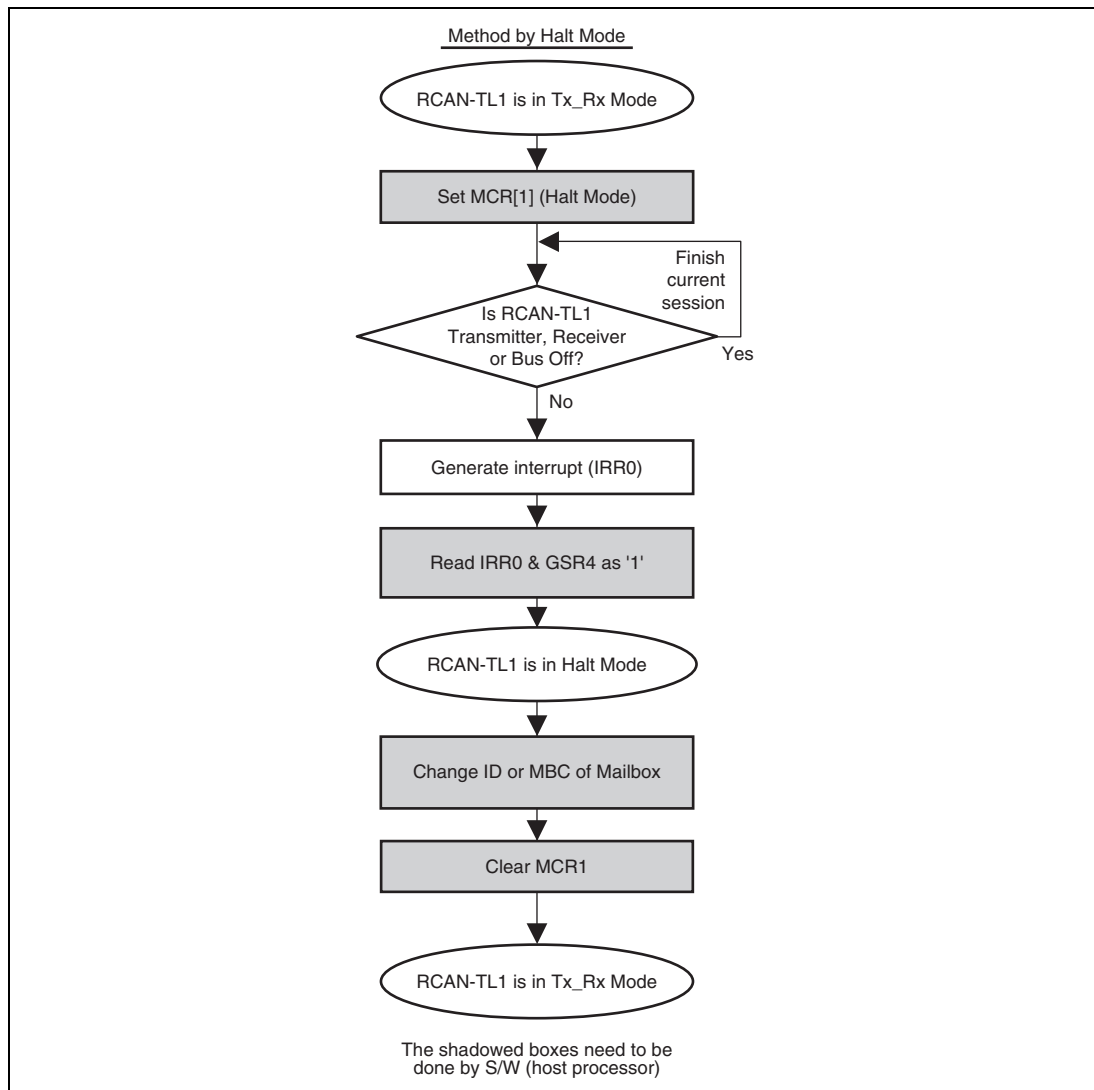 Method by Halt Mode
RCAN-TL1 is in Tx_Rx Mode
Set MCR[1] (Halt Mode)
Finish
current
session
Is RCAN-TL1
Transmitter, Receiver
or Bus Off?
Yes
No
Generate interrupt (IRR0)
Read IRR0 & GSR4 as '1'
RCAN-TL1 is in Halt Mode
Change ID or MBC of Mailbox
Clear MCR1
RCAN-TL1 is in Tx_Rx Mode
The shadowed boxes need to be
done by S/W (host processor)